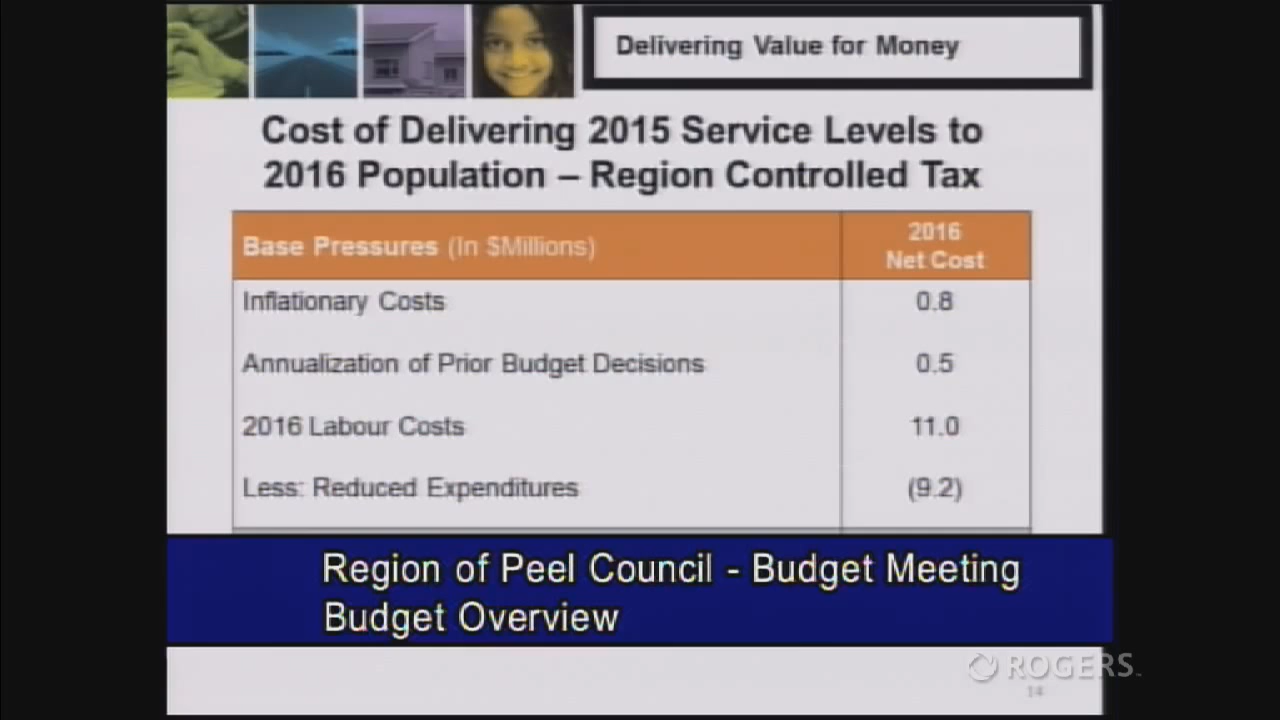 Delivering Value for Money
Cost of Delivering 2015 Service Levels to
2016 Population – Region Controlled Tax
Base Pressures (In $Millions) 2016 Net Cost
Inflationary Costs 0.8
Annualization of Prior Budget Decisions 0.5
2016 Labour Costs 11.0
Less: Reduced Expenditures (9.2)
Region of Peel Council - Budget Meeting
Budget Overview
ROGERS™
14